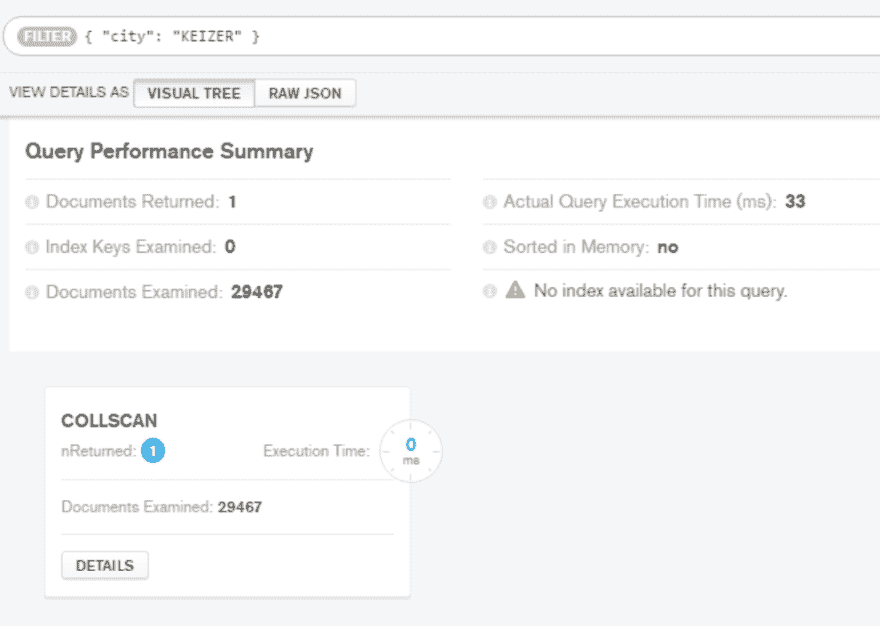 FILTER { "city": "KEIZER" }
VIEW DETAILS AS VISUAL TREE RAW JSON
Query Performance Summary
Documents Returned: 1
Actual Query Execution Time (ms): 33
Index Keys Examined: 0
Sorted in Memory: no
Documents Examined: 29467
No index available for this query.
COLLSCAN
nReturned: 1 Execution Time: 0 ms
Documents Examined: 29467
DETAILS